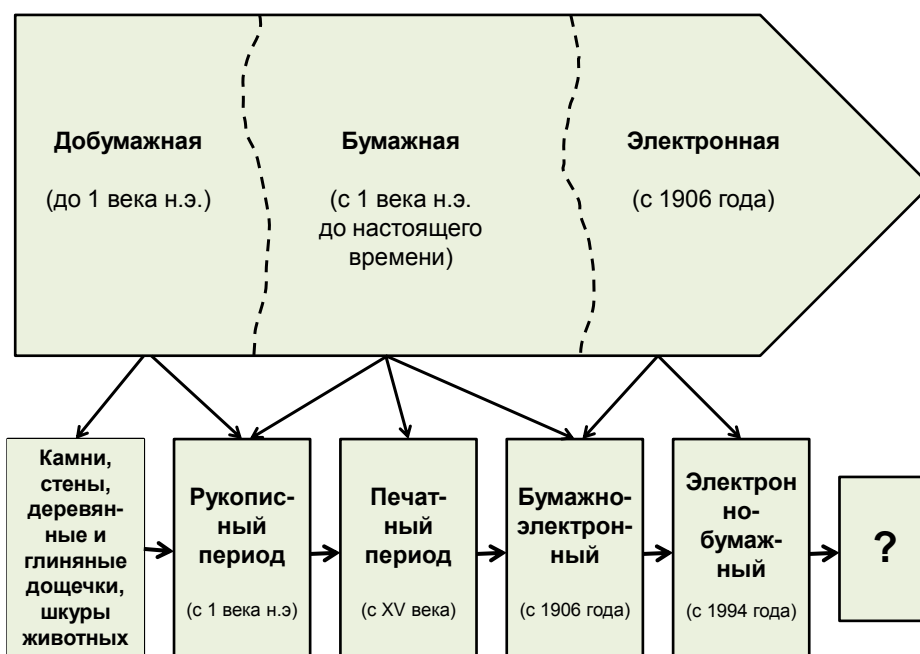 Добумажная
(до 1 века н.э.)
Бумажная
(с 1 века н.э.
до настоящего
времени)
Электронная
(с 1906 года)
Камни,
стены,
деревян-
ные и
глиняные
дощечки,
шкуры
животных
Рукопис-
ный
период
(с 1 века н.э)
Печат-
ный
период
(с XV века)
Бумажно-
электрон-
ный
(с 1906 года)
Электрон
но-
бумаж-
ный
(с 1994 года)
?